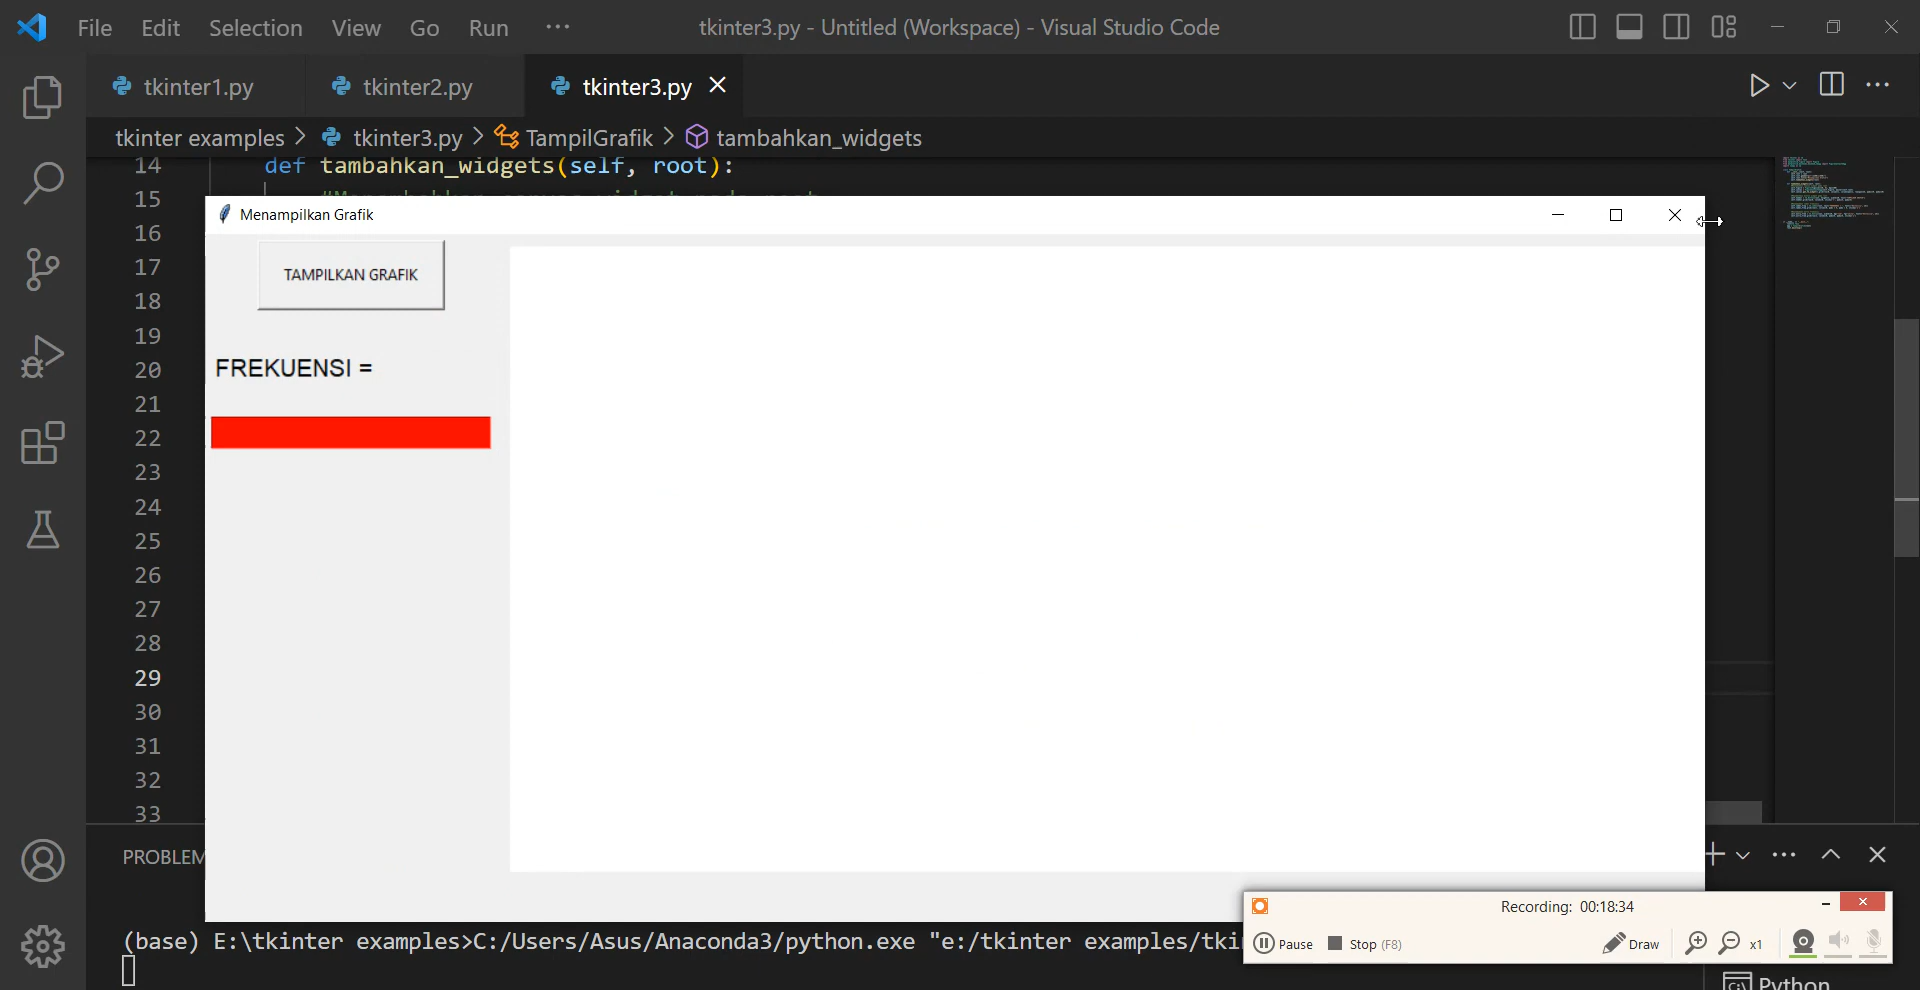 File Edit Selection View Go Run ··· tkinter3.py - Untitled (Workspace) - Visual Studio Code
tkinter1.py tkinter2.py tkinter3.py
tkinter examples > tkinter3.py > TampilGrafik > tambahkan_widgets
14 def tambahkan_widgets(self, root):
15
16
17
18
19
20
21
22
23
24
25
26
27
28
29
30
31
32
33
Menampilkan Grafik
TAMPILKAN GRAFIK
FREKUENSI =
PROBLEM
(base) E:\tkinter examples>C:/Users/Asus/Anaconda3/python.exe "e:/tkinter examples/tki
Recording: 00:18:34
Pause Stop (F8) Draw x1
Python